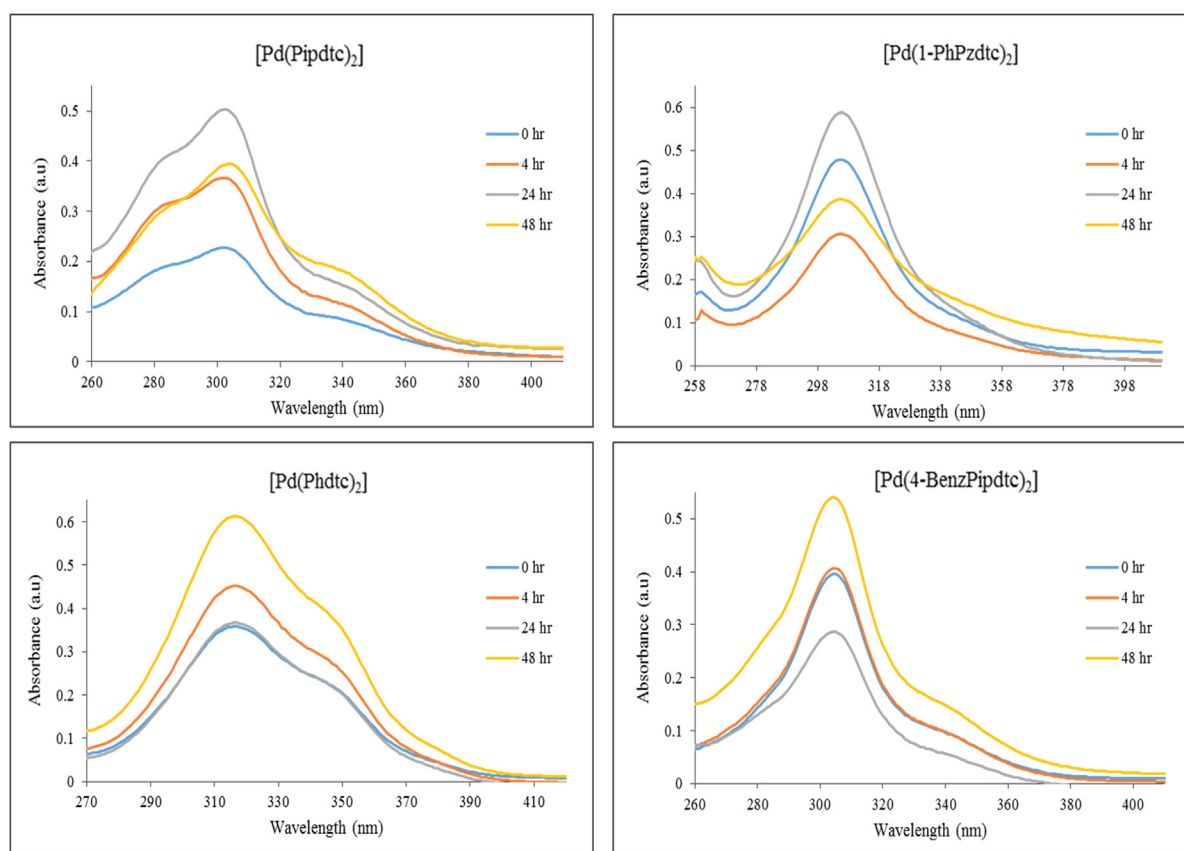 [Pd(Pipdtc)₂]
Absorbance (a.u)
0.5
0.4
0.3
0.2
0.1
0
260 280 300 320 340 360 380 400
Wavelength (nm)
0 hr
4 hr
24 hr
48 hr
[Pd(1-PhPzdtc)₂]
Absorbance (a.u)
0.6
0.5
0.4
0.3
0.2
0.1
0
258 278 298 318 338 358 378 398
Wavelength (nm)
0 hr
4 hr
24 hr
48 hr
[Pd(Phdtc)₂]
Absorbance (a.u)
0.6
0.5
0.4
0.3
0.2
0.1
0
270 290 310 330 350 370 390 410
Wavelength (nm)
0 hr
4 hr
24 hr
48 hr
[Pd(4-BenzPipdtc)₂]
Absorbance (a.u)
0.5
0.4
0.3
0.2
0.1
0
260 280 300 320 340 360 380 400
Wavelength (nm)
0 hr
4 hr
24 hr
48 hr